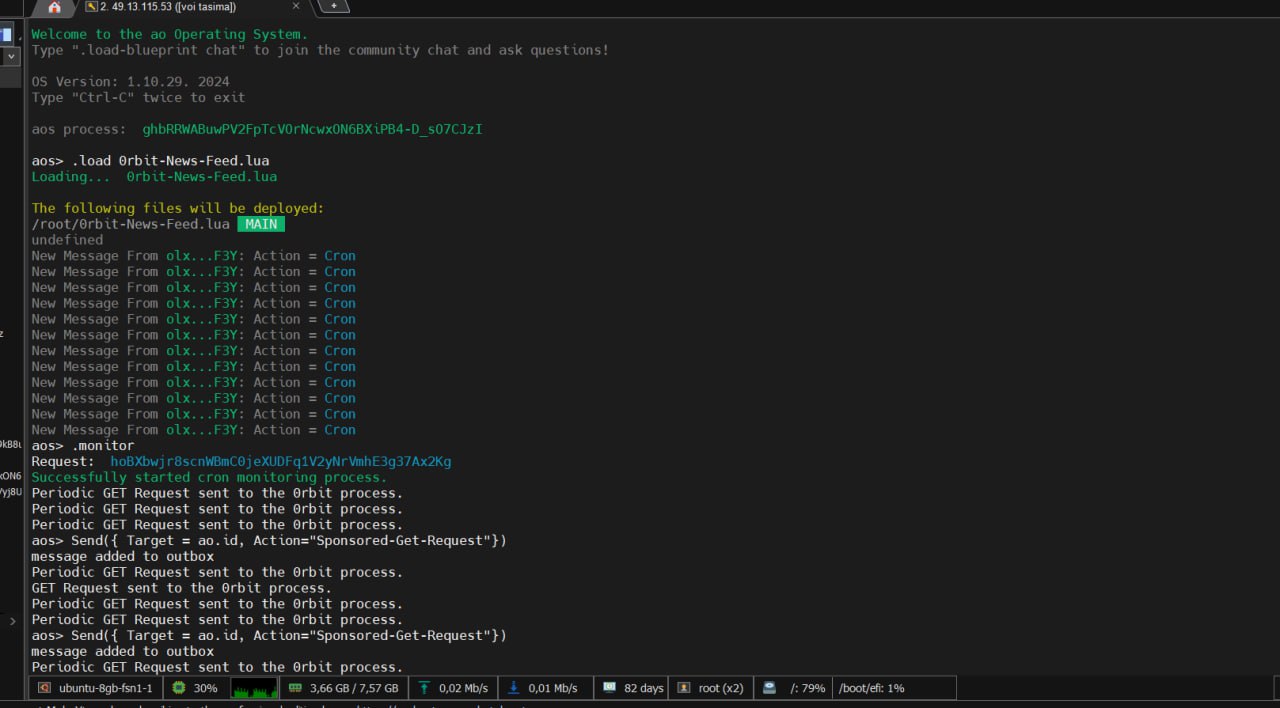 2. 49.13.115.53 ([voi tasima])
Welcome to the ao Operating System.
Type ".load-blueprint chat" to join the community chat and ask questions!
OS Version: 1.10.29. 2024
Type "Ctrl-C" twice to exit
aos process:  ghbRRWABuwPV2FpTcVOrNcwxON6BXiPB4-D_sO7CJzI
aos> .load 0rbit-News-Feed.lua
Loading...  0rbit-News-Feed.lua
The following files will be deployed:
/root/0rbit-News-Feed.lua  MAIN
undefined
New Message From olx...F3Y: Action = Cron
New Message From olx...F3Y: Action = Cron
New Message From olx...F3Y: Action = Cron
New Message From olx...F3Y: Action = Cron
New Message From olx...F3Y: Action = Cron
New Message From olx...F3Y: Action = Cron
New Message From olx...F3Y: Action = Cron
New Message From olx...F3Y: Action = Cron
New Message From olx...F3Y: Action = Cron
New Message From olx...F3Y: Action = Cron
New Message From olx...F3Y: Action = Cron
New Message From olx...F3Y: Action = Cron
aos> .monitor
Request:  hoBXbwjr8scnWBmC0jeXUDFq1V2yNrVmhE3g37Ax2Kg
Successfully started cron monitoring process.
Periodic GET Request sent to the 0rbit process.
Periodic GET Request sent to the 0rbit process.
Periodic GET Request sent to the 0rbit process.
aos> Send({ Target = ao.id, Action="Sponsored-Get-Request"})
message added to outbox
Periodic GET Request sent to the 0rbit process.
GET Request sent to the 0rbit process.
Periodic GET Request sent to the 0rbit process.
Periodic GET Request sent to the 0rbit process.
aos> Send({ Target = ao.id, Action="Sponsored-Get-Request"})
message added to outbox
Periodic GET Request sent to the 0rbit process.
ubuntu-8gb-fsn1-1 30% 3,66 GB / 7,57 GB 0,02 Mb/s 0,01 Mb/s 82 days root (x2) /: 79% /boot/efi: 1%